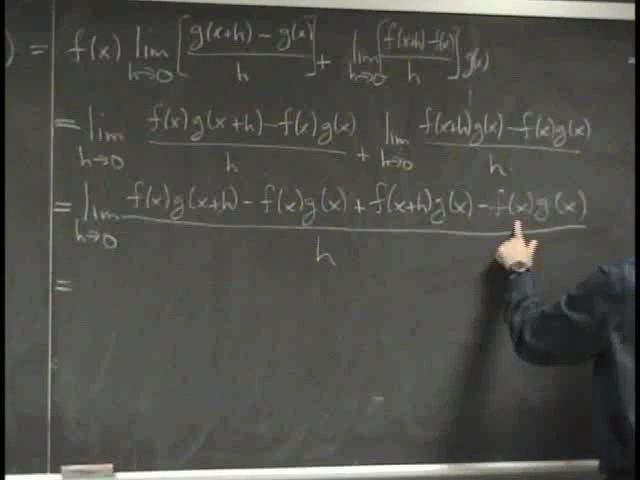 ) = f(x) lim h→0 [g(x+h) – g(x) / h] + lim h→0 [f(x+h) – f(x) / h] g(x)
= lim h→0 f(x)g(x+h) – f(x)g(x) / h + lim h→0 f(x+h)g(x) – f(x)g(x) / h.
= lim h→0 f(x)g(x+h) – f(x)g(x) + f(x+h)g(x) – f(x)g(x) / h
=